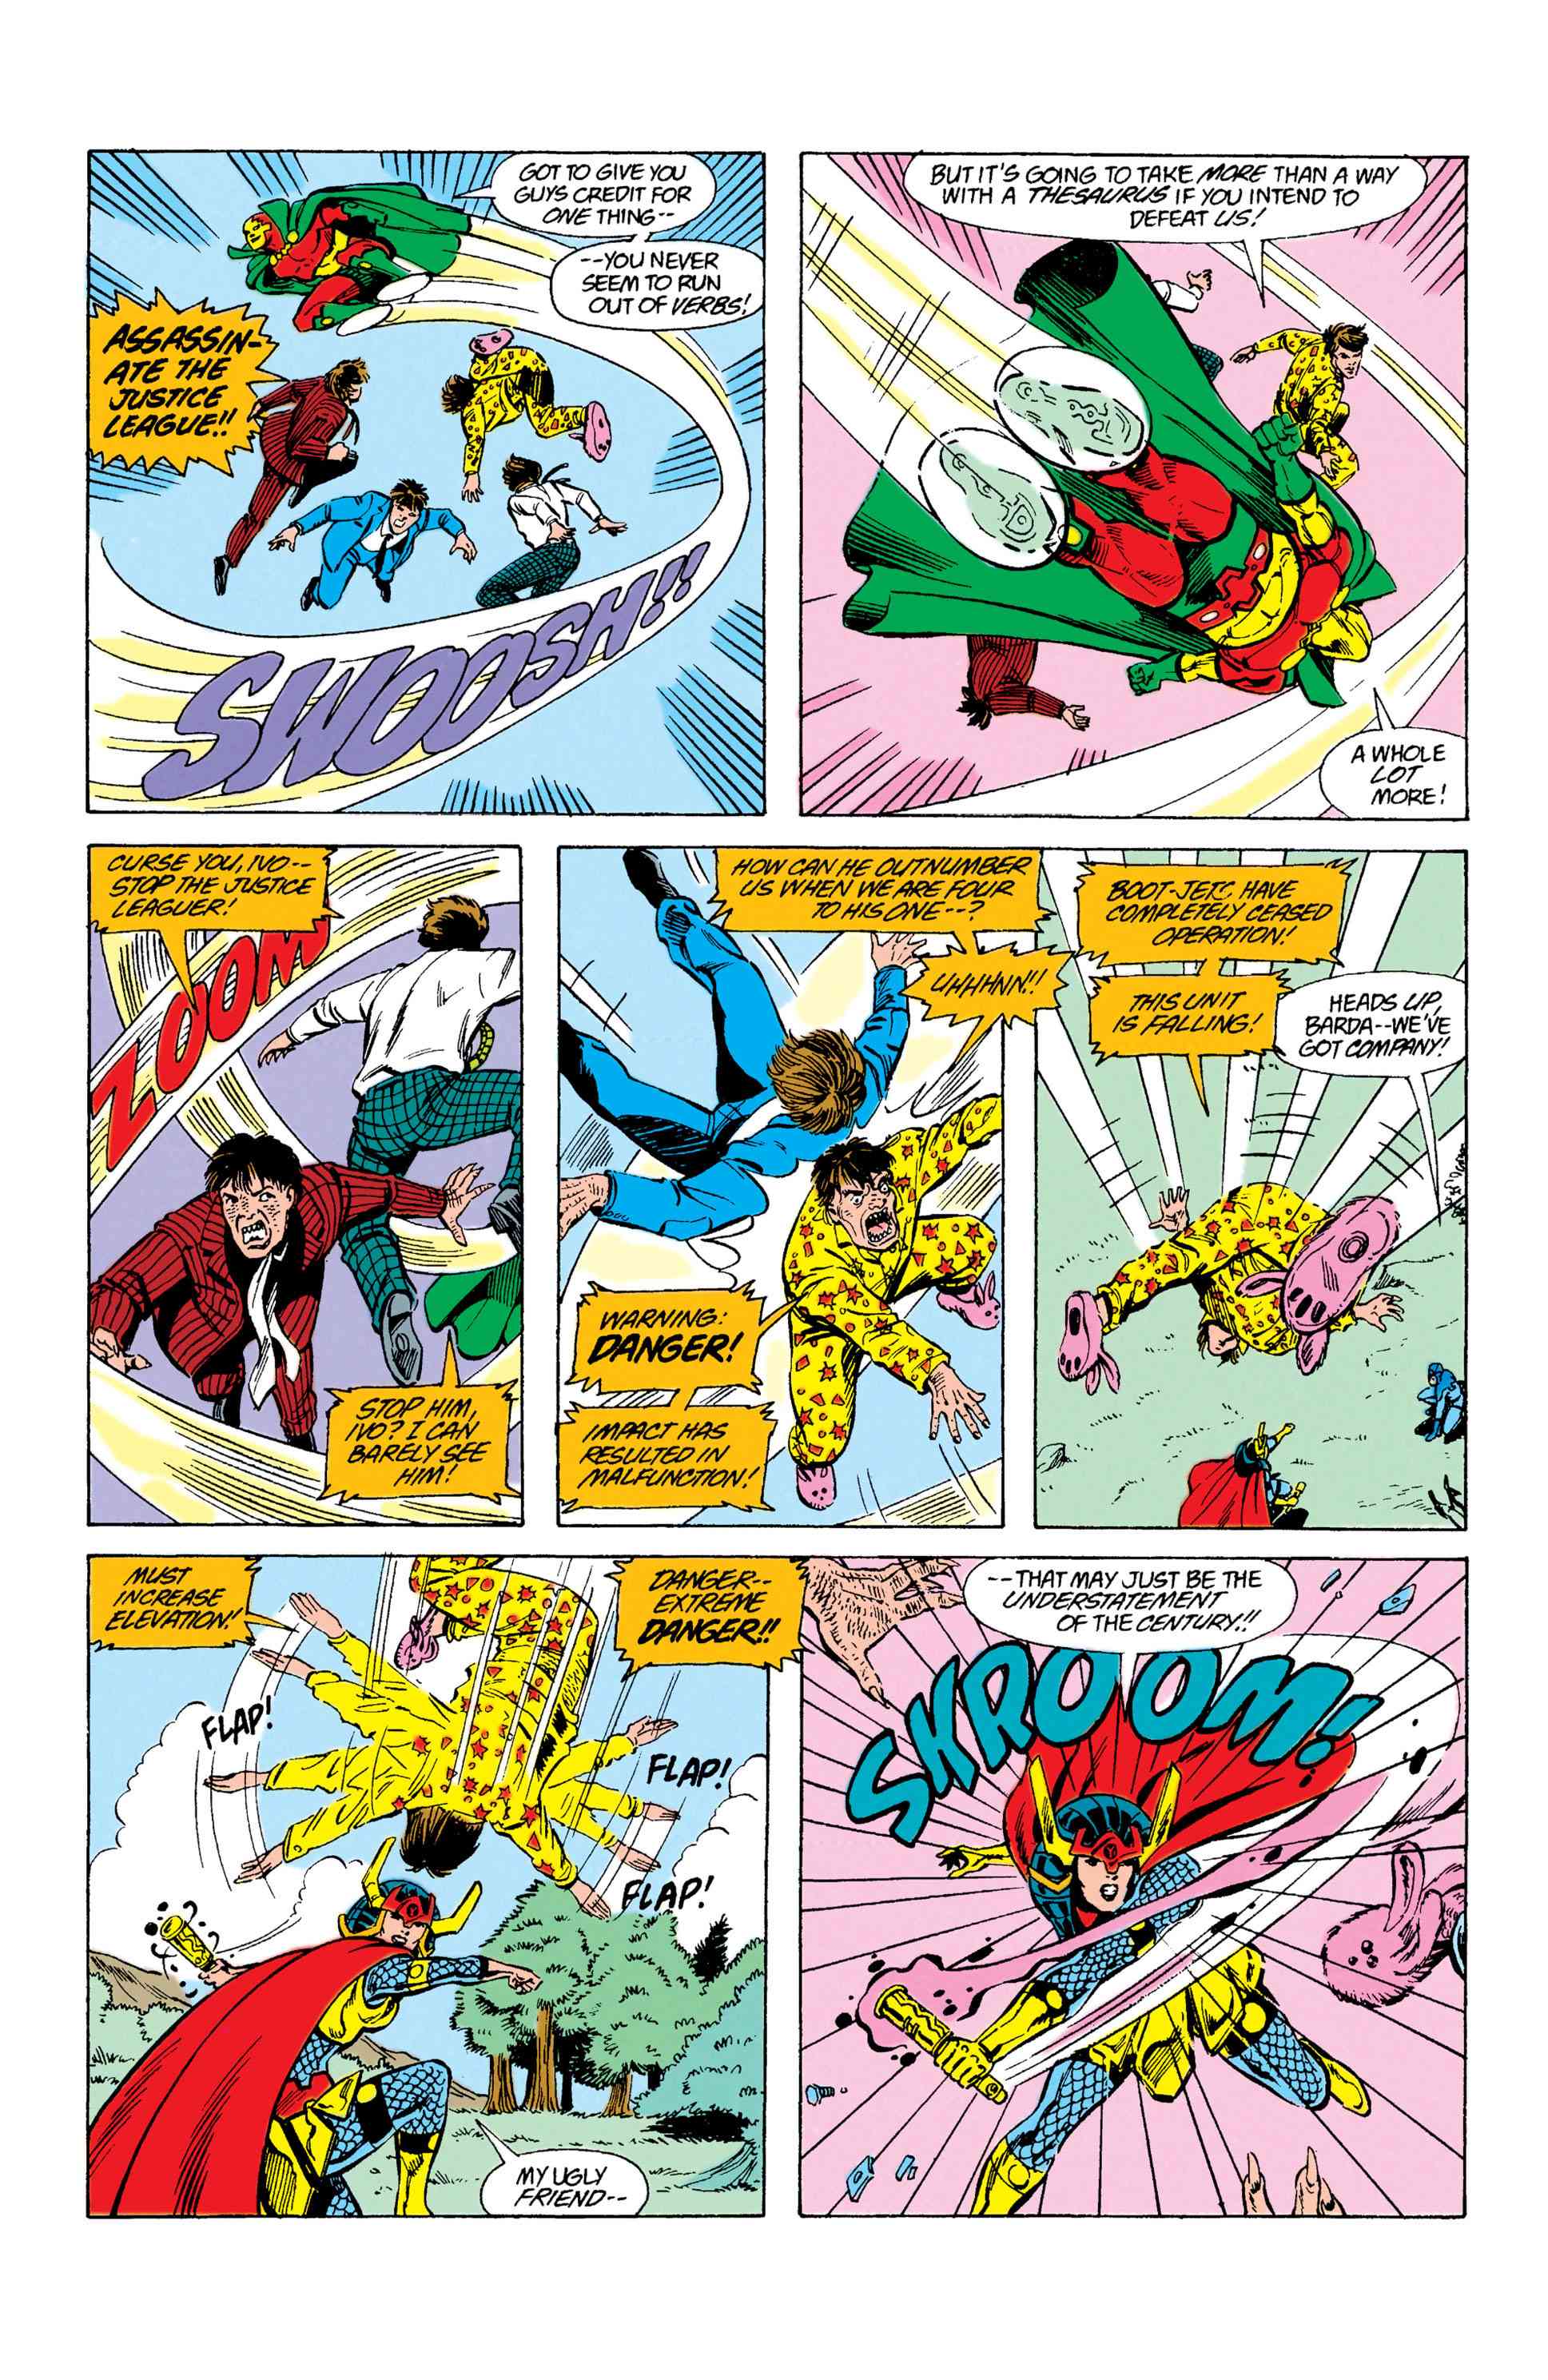 GOT TO GIVE YOU
GUYS CREDIT FOR
ONE THING--
--YOU NEVER
SEEM TO RUN
OUT OF VERBS!
ASSASSIN-
ATE THE
JUSTICE
LEAGUE!!
SWOOSH!!
BUT IT'S GOING TO TAKE MORE THAN A WAY
WITH A THESAURUS IF YOU INTEND TO
DEFEAT US!
A WHOLE
LOT
MORE!
CURSE YOU, IVO--
STOP THE JUSTICE
LEAGUER!
ZOOM
STOP HIM,
IVO? I CAN
BARELY SEE
HIM!
HOW CAN HE OUTNUMBER
US WHEN WE ARE FOUR
TO HIS ONE--?
UHHHNN!!
WARNING:
DANGER!
IMPACT HAS
RESULTED IN
MALFUNCTION!
BOOT-JETS HAVE
COMPLETELY CEASED
OPERATION!
THIS UNIT
IS FALLING!
HEADS UP,
BARDA--WE'VE
GOT COMPANY!
MUST
INCREASE
ELEVATION!
DANGER--
EXTREME
DANGER!!
FLAP!
FLAP!
FLAP!
MY UGLY
FRIEND--
--THAT MAY JUST BE THE
UNDERSTATEMENT
OF THE CENTURY!!
SKROOM!